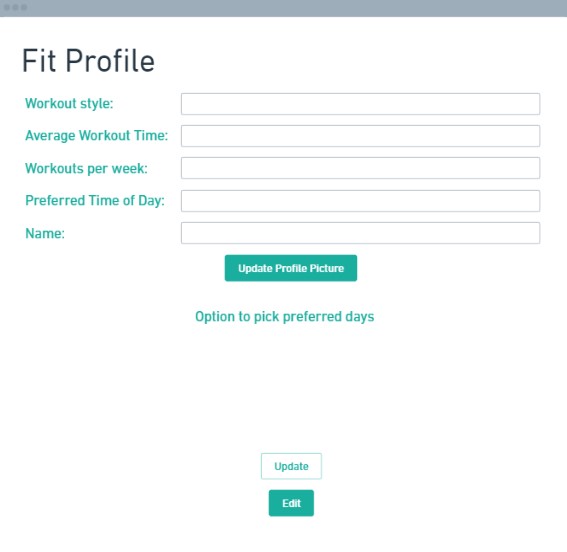 Fit Profile
Workout style:
Average Workout Time:
Workouts per week:
Preferred Time of Day:
Name:
Update Profile Picture
Option to pick preferred days
Update
Edit